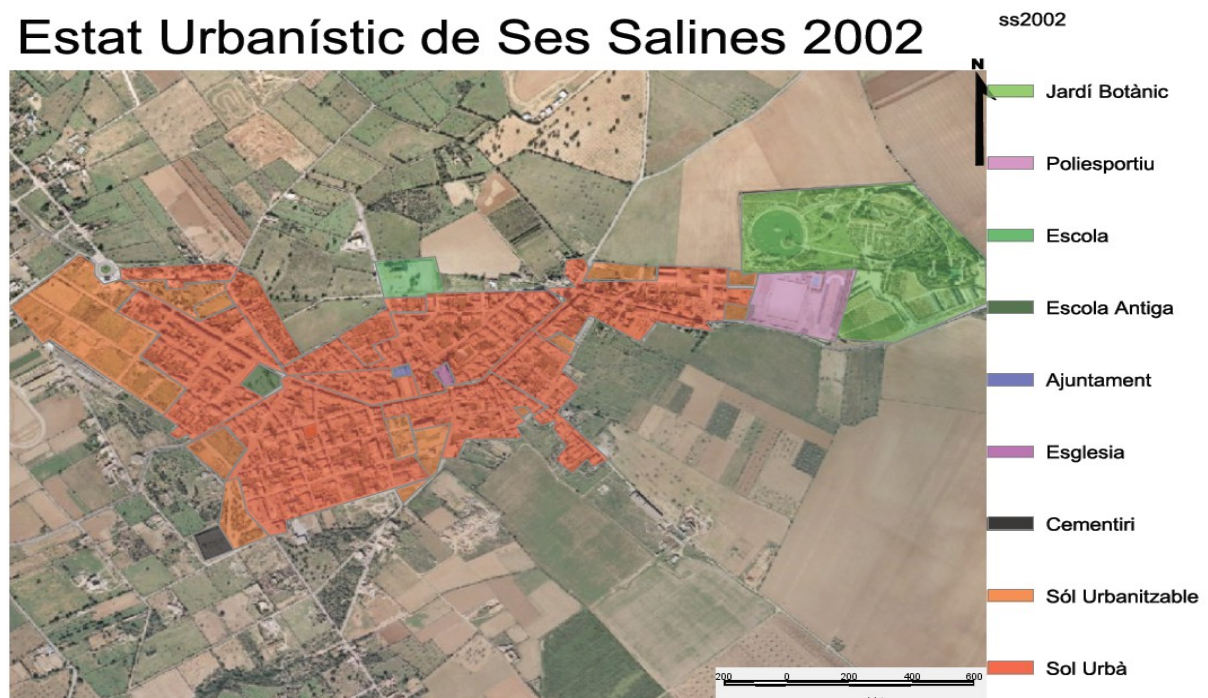 Estat Urbanístic de Ses Salines 2002
ss2002
N
Jardí Botànic
Poliesportiu
Escola
Escola Antiga
Ajuntament
Esglesia
Cementiri
Sól Urbanitzable
Sol Urbà
200 0 200 400 600